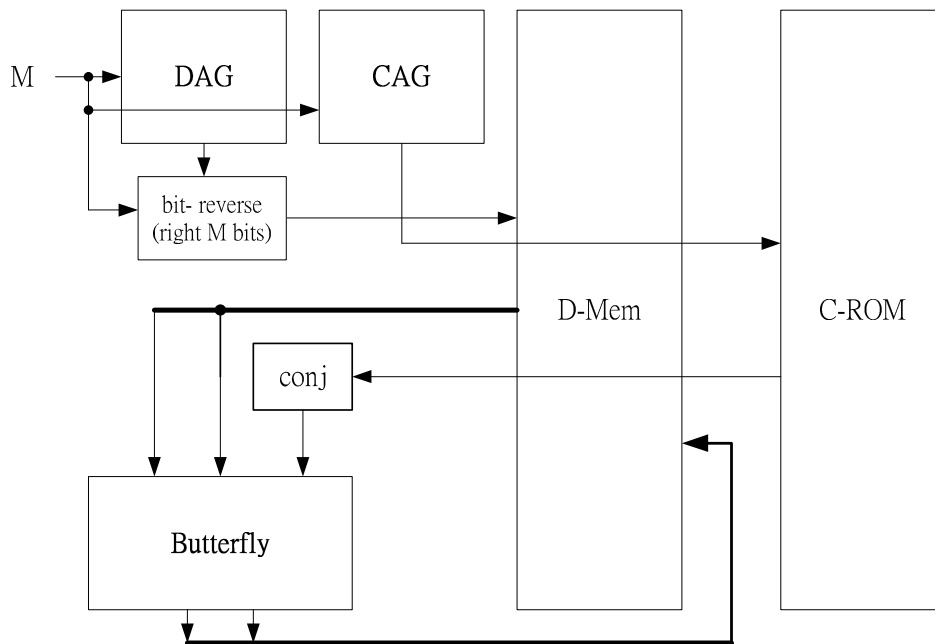 M
DAG
CAG
bit- reverse
(right M bits)
D-Mem
C-ROM
conj
Butterfly